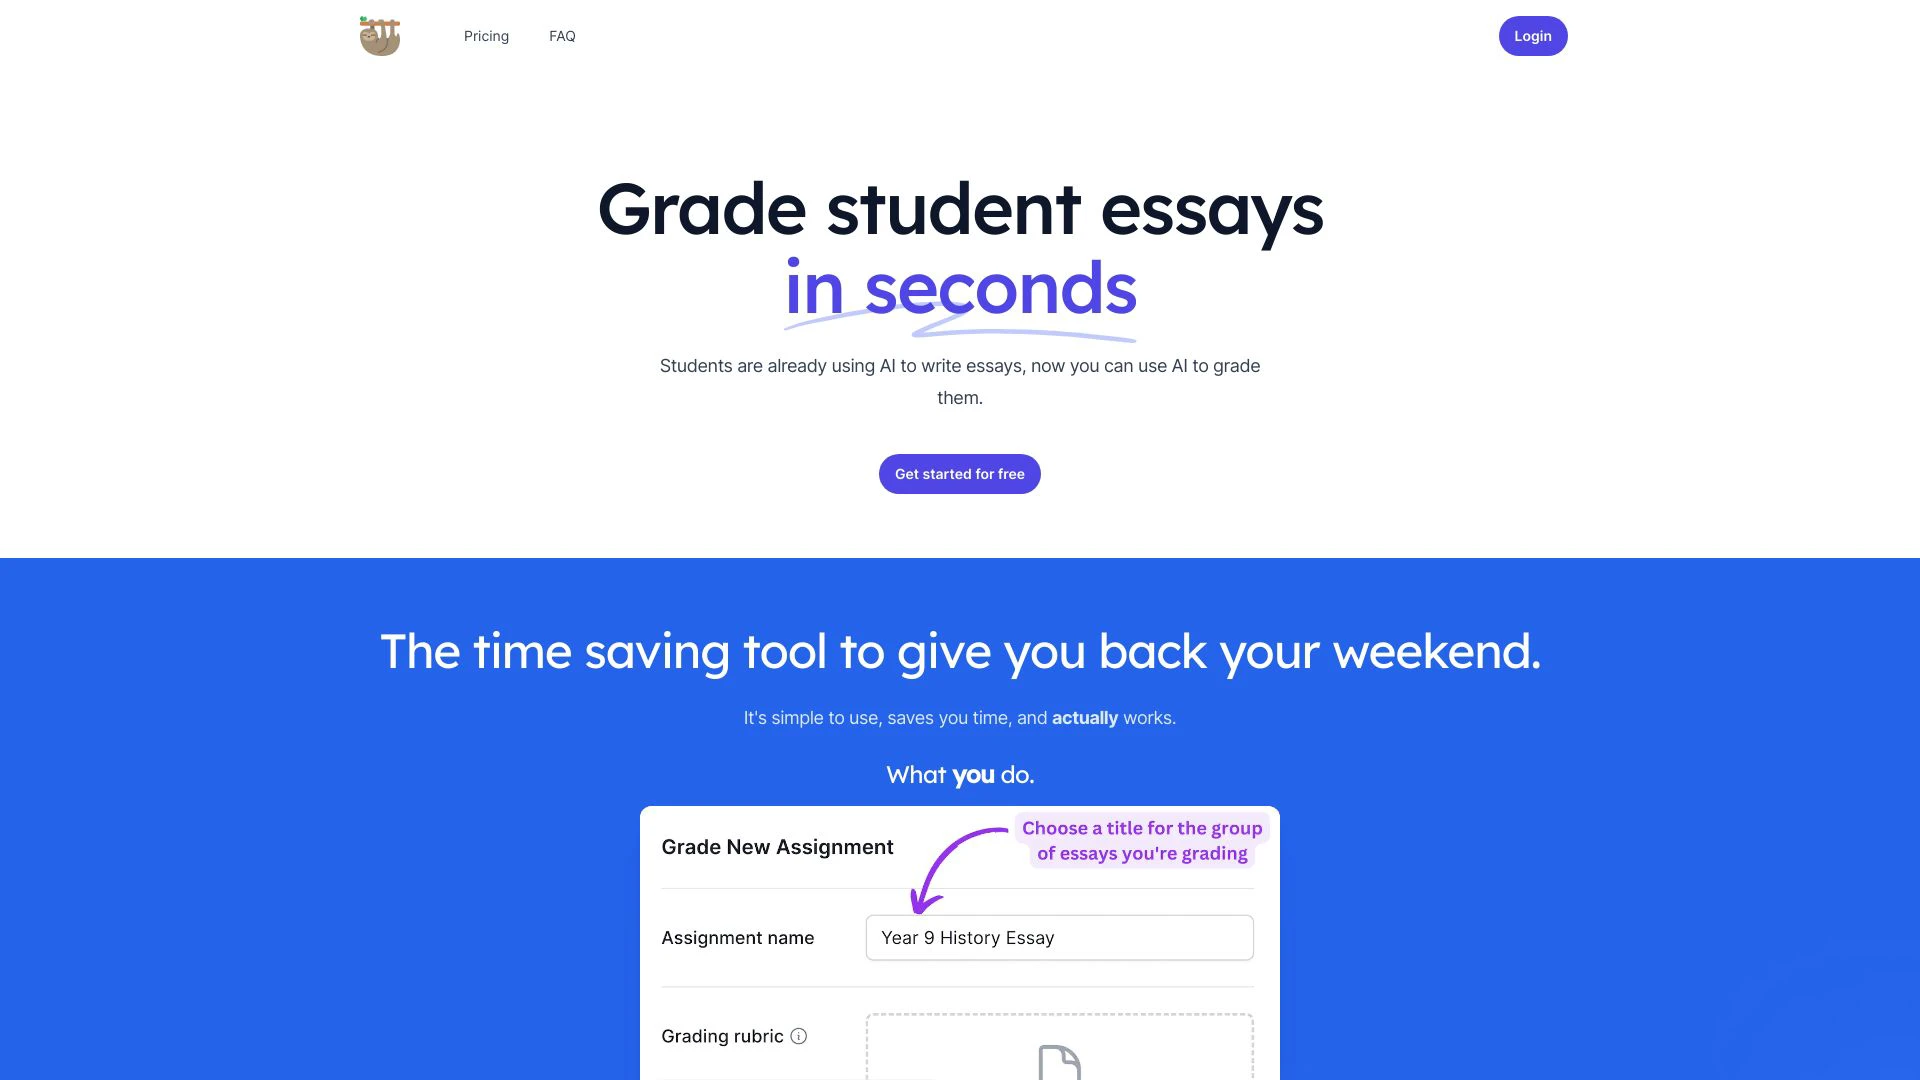 Pricing
FAQ
Login
Grade student essays
in seconds
Students are already using AI to write essays, now you can use AI to grade
them.
Get started for free
The time saving tool to give you back your weekend.
It's simple to use, saves you time, and actually works.
What you do.
Choose a title for the group
of essays you're grading
Grade New Assignment
Assignment name
Year 9 History Essay
Grading rubric